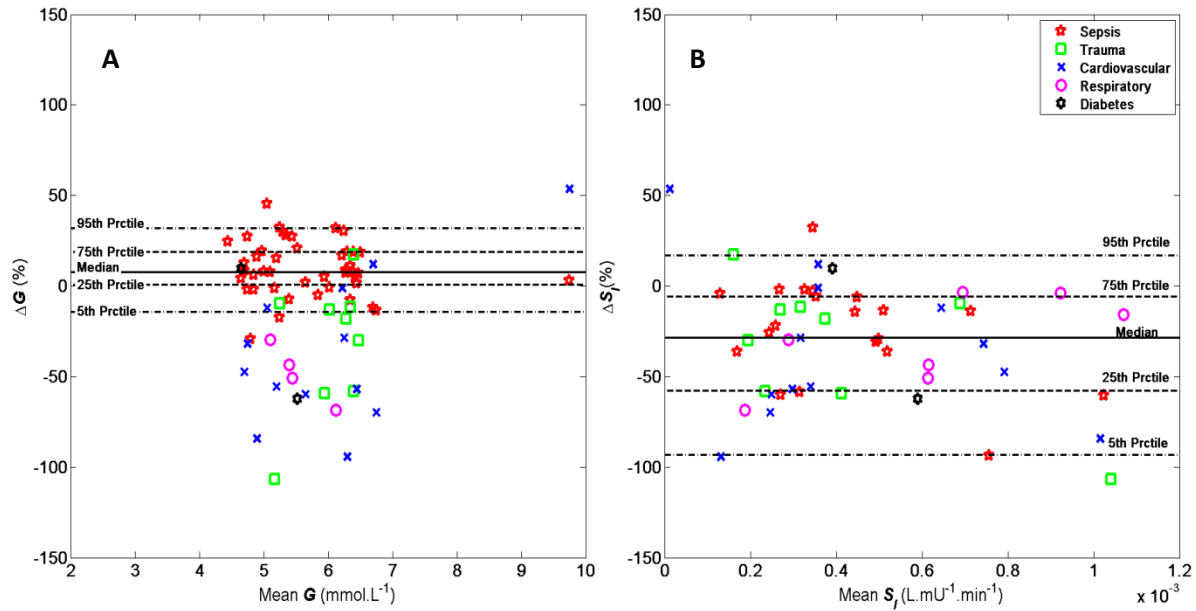 A
ΔG (%)
150
100
50
0
-50
-100
-150
95th Prctile
75th Prctile
Median
25th Prctile
5th Prctile
2 3 4 5 6 7 8 9 10
Mean G (mmol.L⁻¹)
B
ΔS_I(%)
150
100
50
0
-50
-100
-150
Sepsis
Trauma
Cardiovascular
Respiratory
Diabetes
95th Prctile
75th Prctile
Median
25th Prctile
5th Prctile
0 0.2 0.4 0.6 0.8 1 1.2
Mean S_I (L.mU⁻¹.min⁻¹)
x 10⁻³